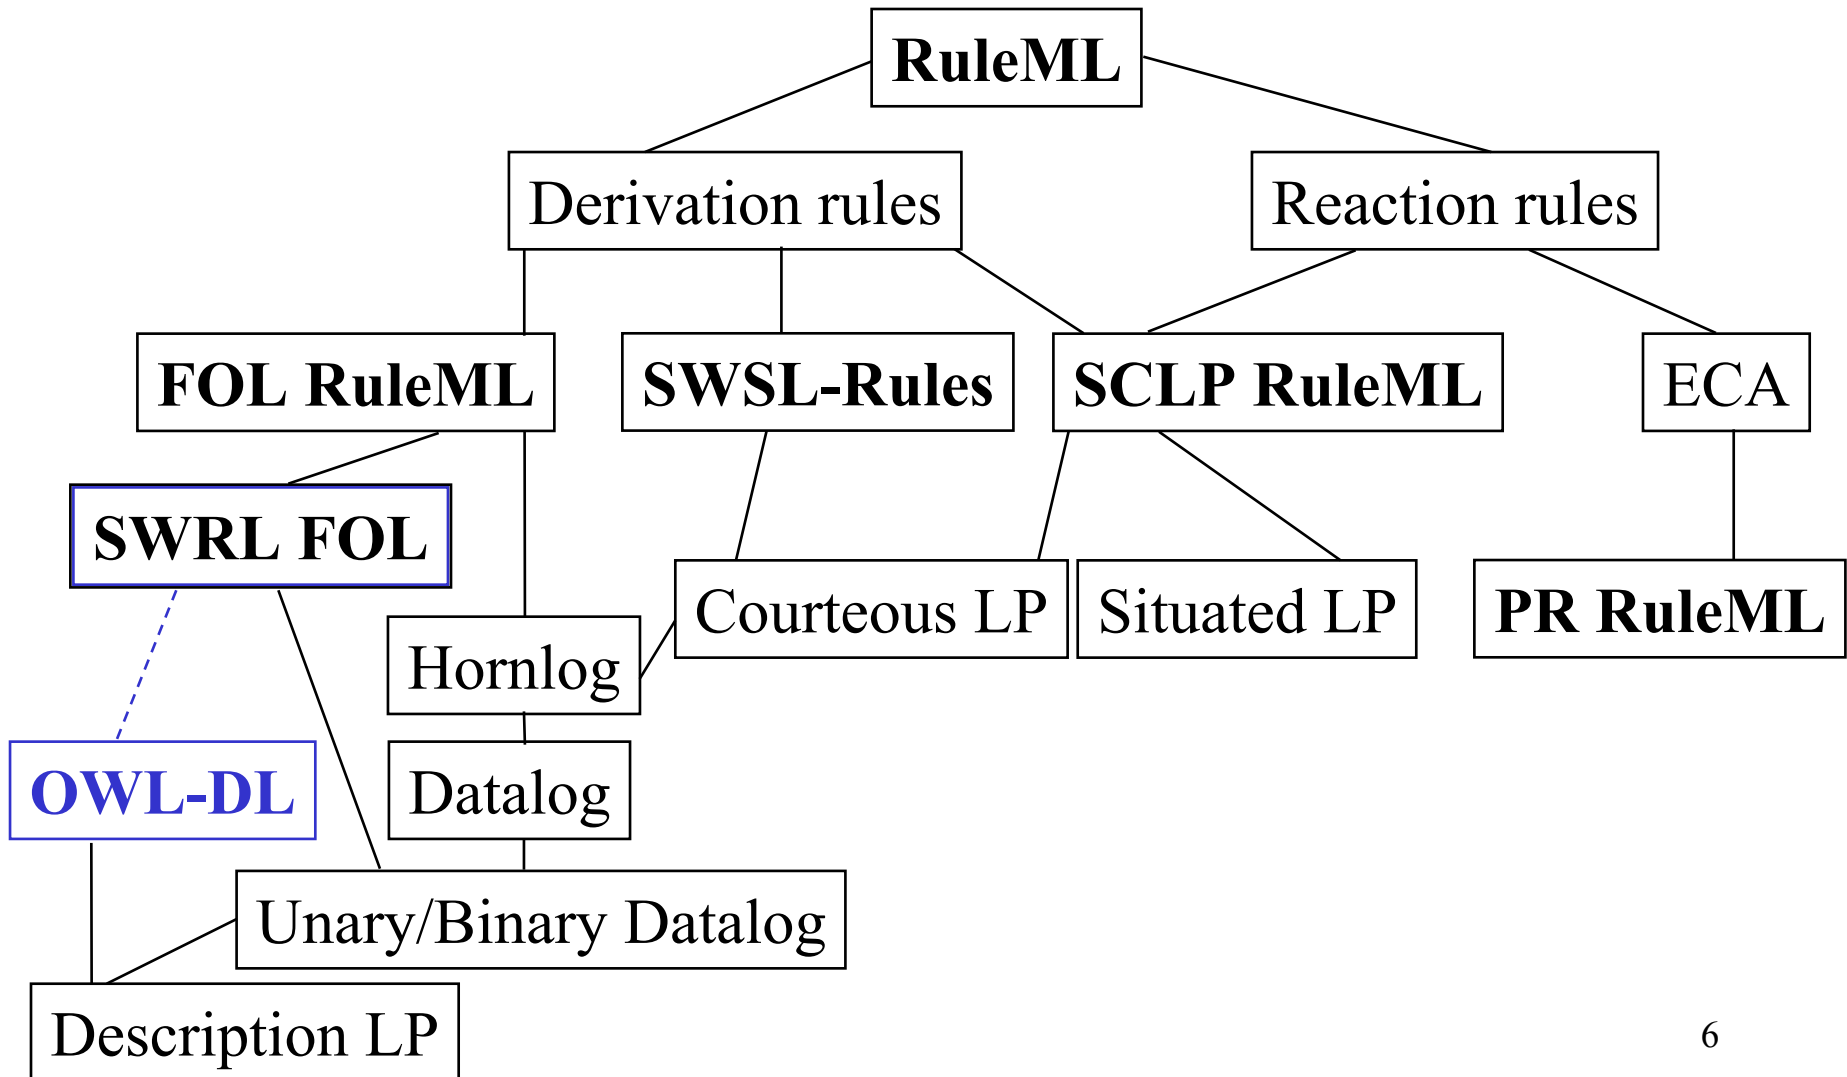 RuleML
Derivation rules
Reaction rules
FOL RuleML
SWSL-Rules
SCLP RuleML
ECA
SWRL FOL
Courteous LP
Situated LP
PR RuleML
Hornlog
OWL-DL
Datalog
Unary/Binary Datalog
Description LP
6